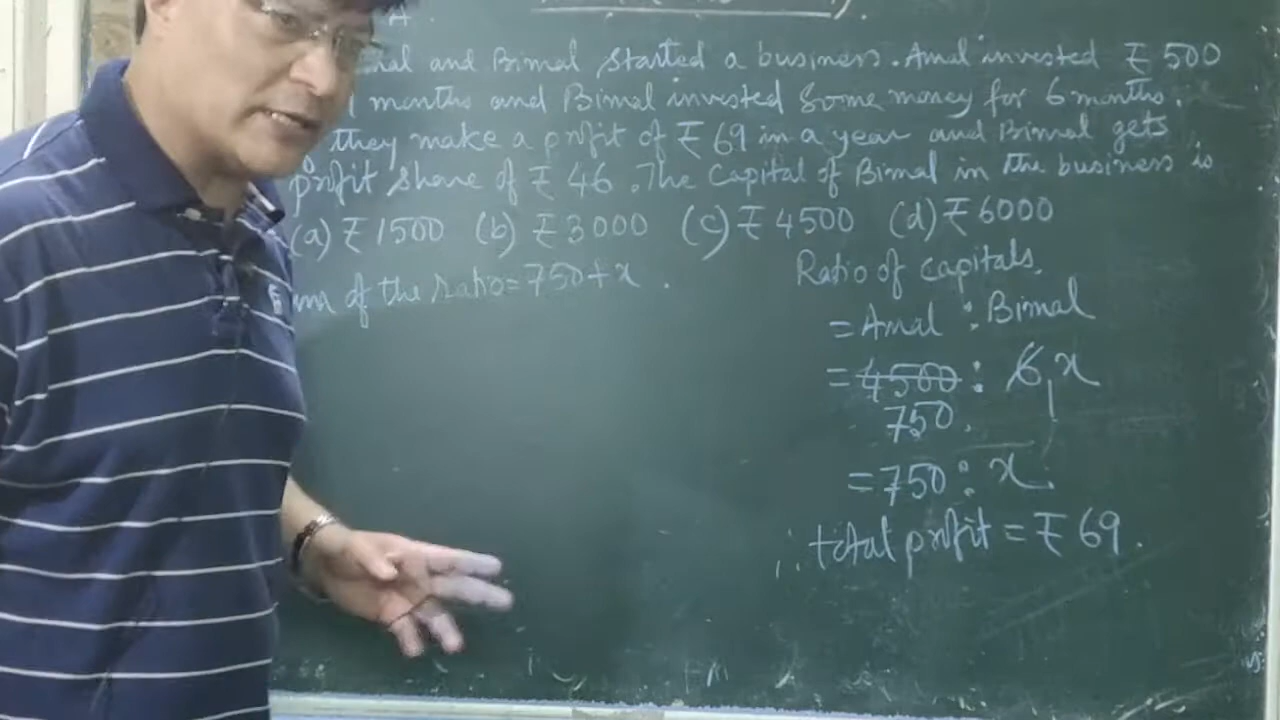 A.
and Bimal started a business. Amal invested ₹ 500
months and Bimal invested some money for 6 months.
they make a profit of ₹ 69 in a year and Bimal gets
profit share of ₹ 46. The capital of Bimal in the business is
(a) ₹ 1500 (b) ₹ 3000 (c) ₹ 4500 (d) ₹ 6000
of the ratio = 750 + x.
Ratio of capitals.
= Amal : Bimal
= 4500 : 6 x
750 1
= 750 : x.
∴ total profit = ₹ 69.